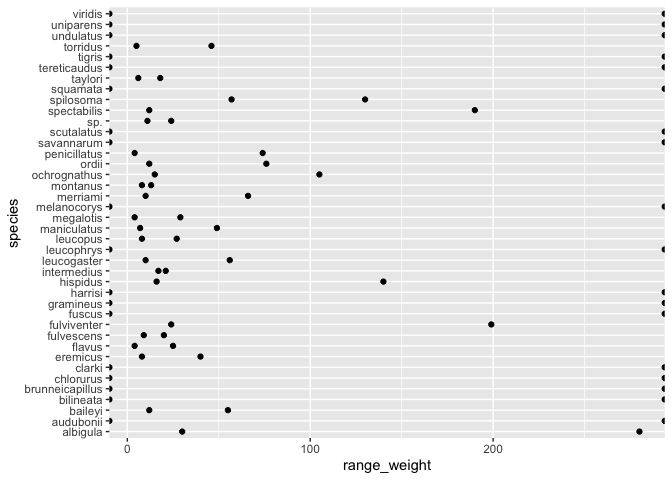 viridis
uniparens
undulatus
torridus
tigris
tereticaudus
taylori
squamata
spilosoma
spectabilis
sp.
scutalatus
savannarum
penicillatus
ordii
ochrognathus
montanus
merriami
melanocorys
megalotis
maniculatus
leucopus
leucophrys
leucogaster
intermedius
hispidus
harrisi
gramineus
fuscus
fulviventer
fulvescens
flavus
eremicus
clarki
chlorurus
brunneicapillus
bilineata
baileyi
audubonii
albigula
species
0 100 200
range_weight